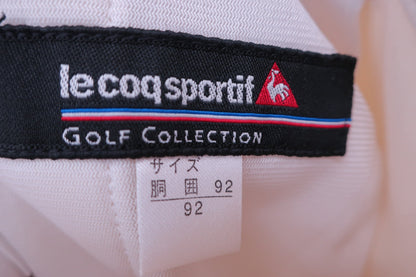 le coq sportif
GOLF COLLECTION
サイズ
胴囲 92
92